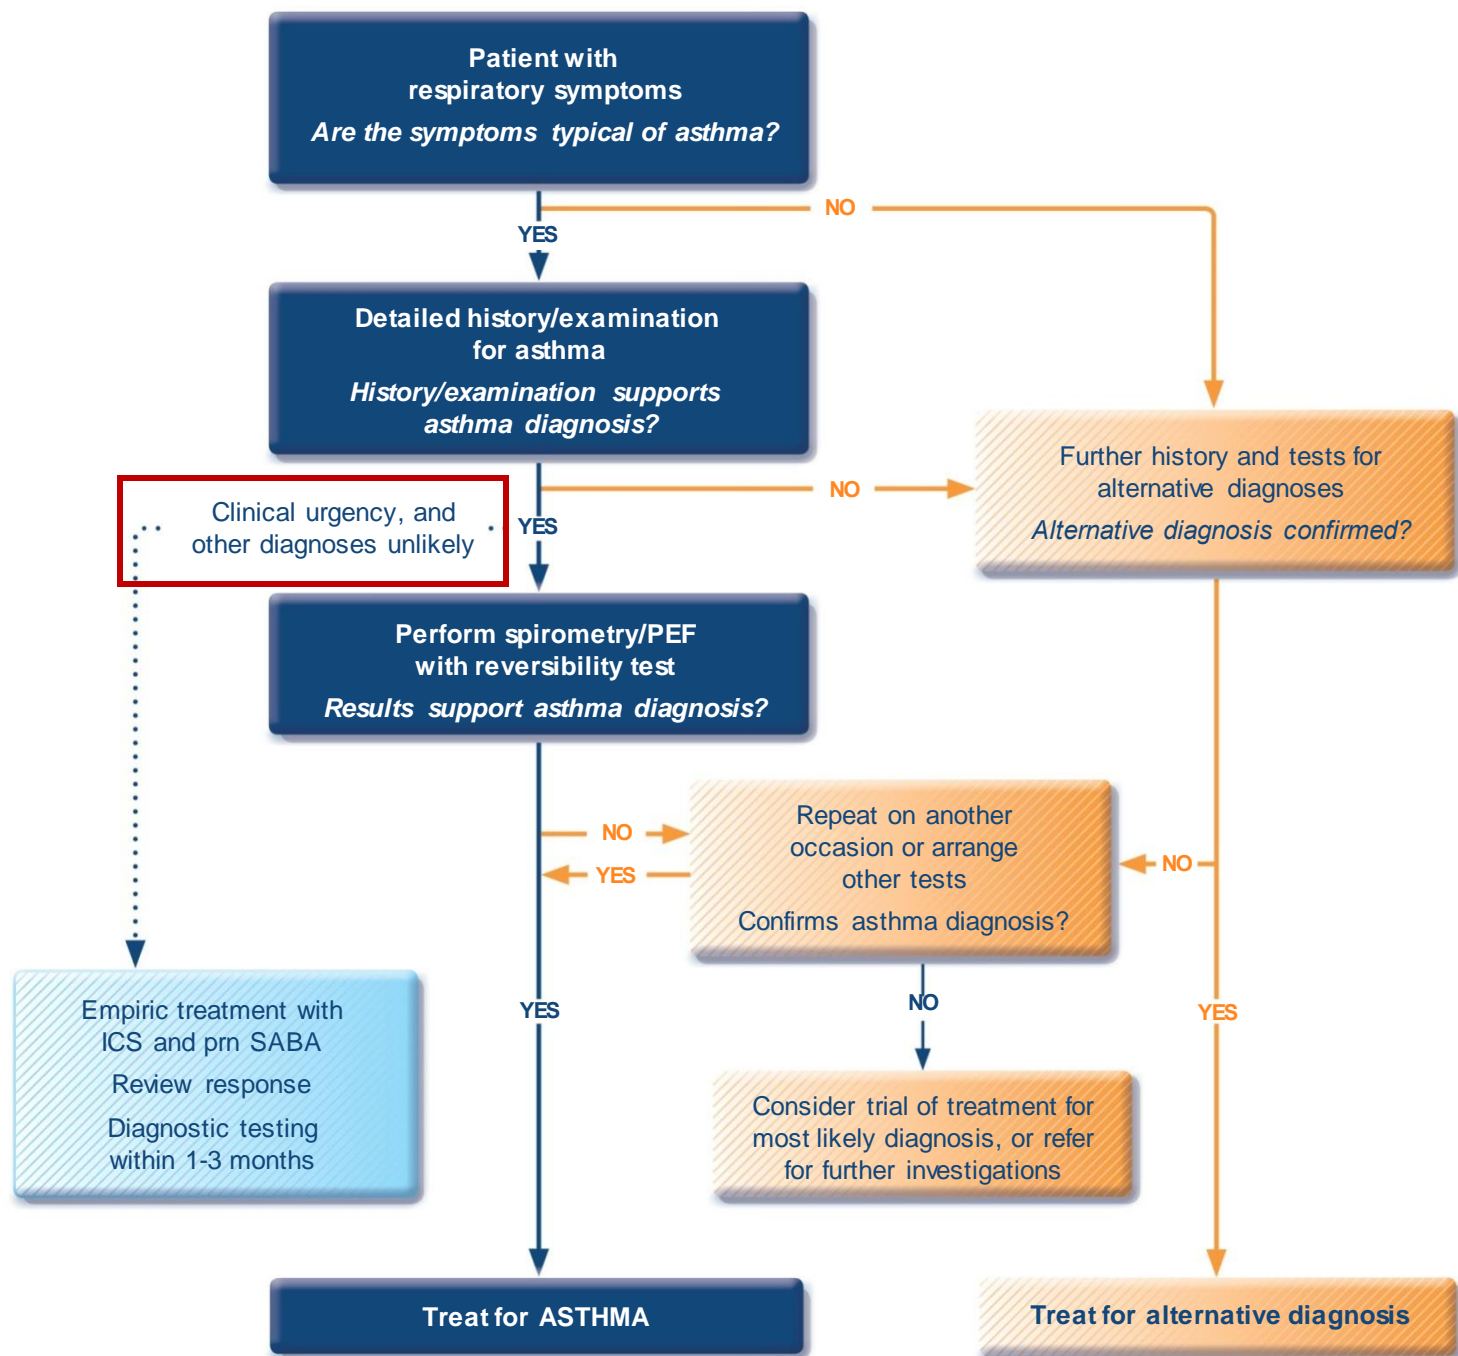 Patient with
respiratory symptoms
Are the symptoms typical of asthma?
NO
YES
Detailed history/examination
for asthma
History/examination supports
asthma diagnosis?
Further history and tests for
alternative diagnoses
Alternative diagnosis confirmed?
NO
Clinical urgency, and
other diagnoses unlikely
YES
Perform spirometry/PEF
with reversibility test
Results support asthma diagnosis?
Repeat on another
occasion or arrange
other tests
Confirms asthma diagnosis?
NO
YES
NO
Empiric treatment with
ICS and prn SABA
Review response
Diagnostic testing
within 1-3 months
YES
NO
YES
Consider trial of treatment for
most likely diagnosis, or refer
for further investigations
Treat for ASTHMA
Treat for alternative diagnosis